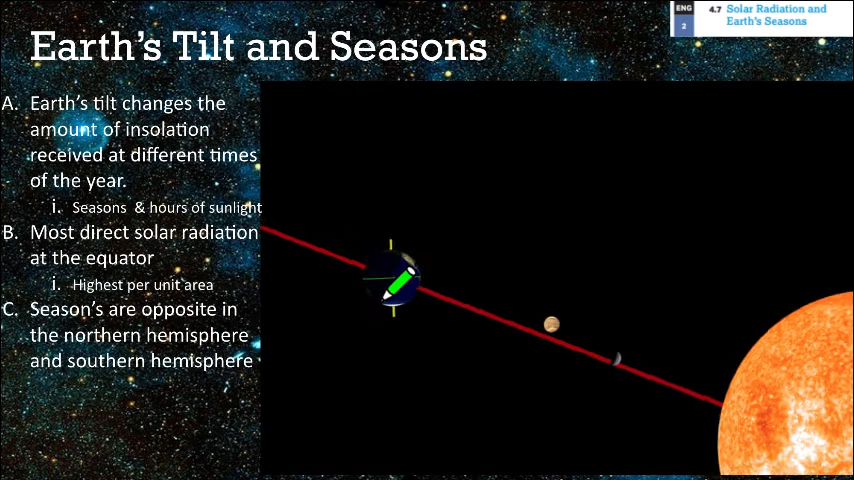 ENG
2
4.7 Solar Radiation and
Earth's Seasons
Earth's Tilt and Seasons
A. Earth's tilt changes the
amount of insolation
received at different times
of the year.
i. Seasons & hours of sunlight
B. Most direct solar radiation
at the equator
i. Highest per unit area
C. Season's are opposite in
the northern hemisphere
and southern hemisphere